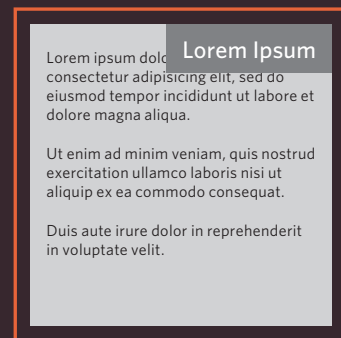 Lorem Ipsum
Lorem ipsum
consectetur adipisicing elit, sed do
eiusmod tempor incididunt ut labore et
dolore magna aliqua.
Ut enim ad minim veniam, quis nostrud
exercitation ullamco laboris nisi ut
aliquip ex ea commodo consequat.
Duis aute irure dolor in reprehenderit
in voluptate velit.